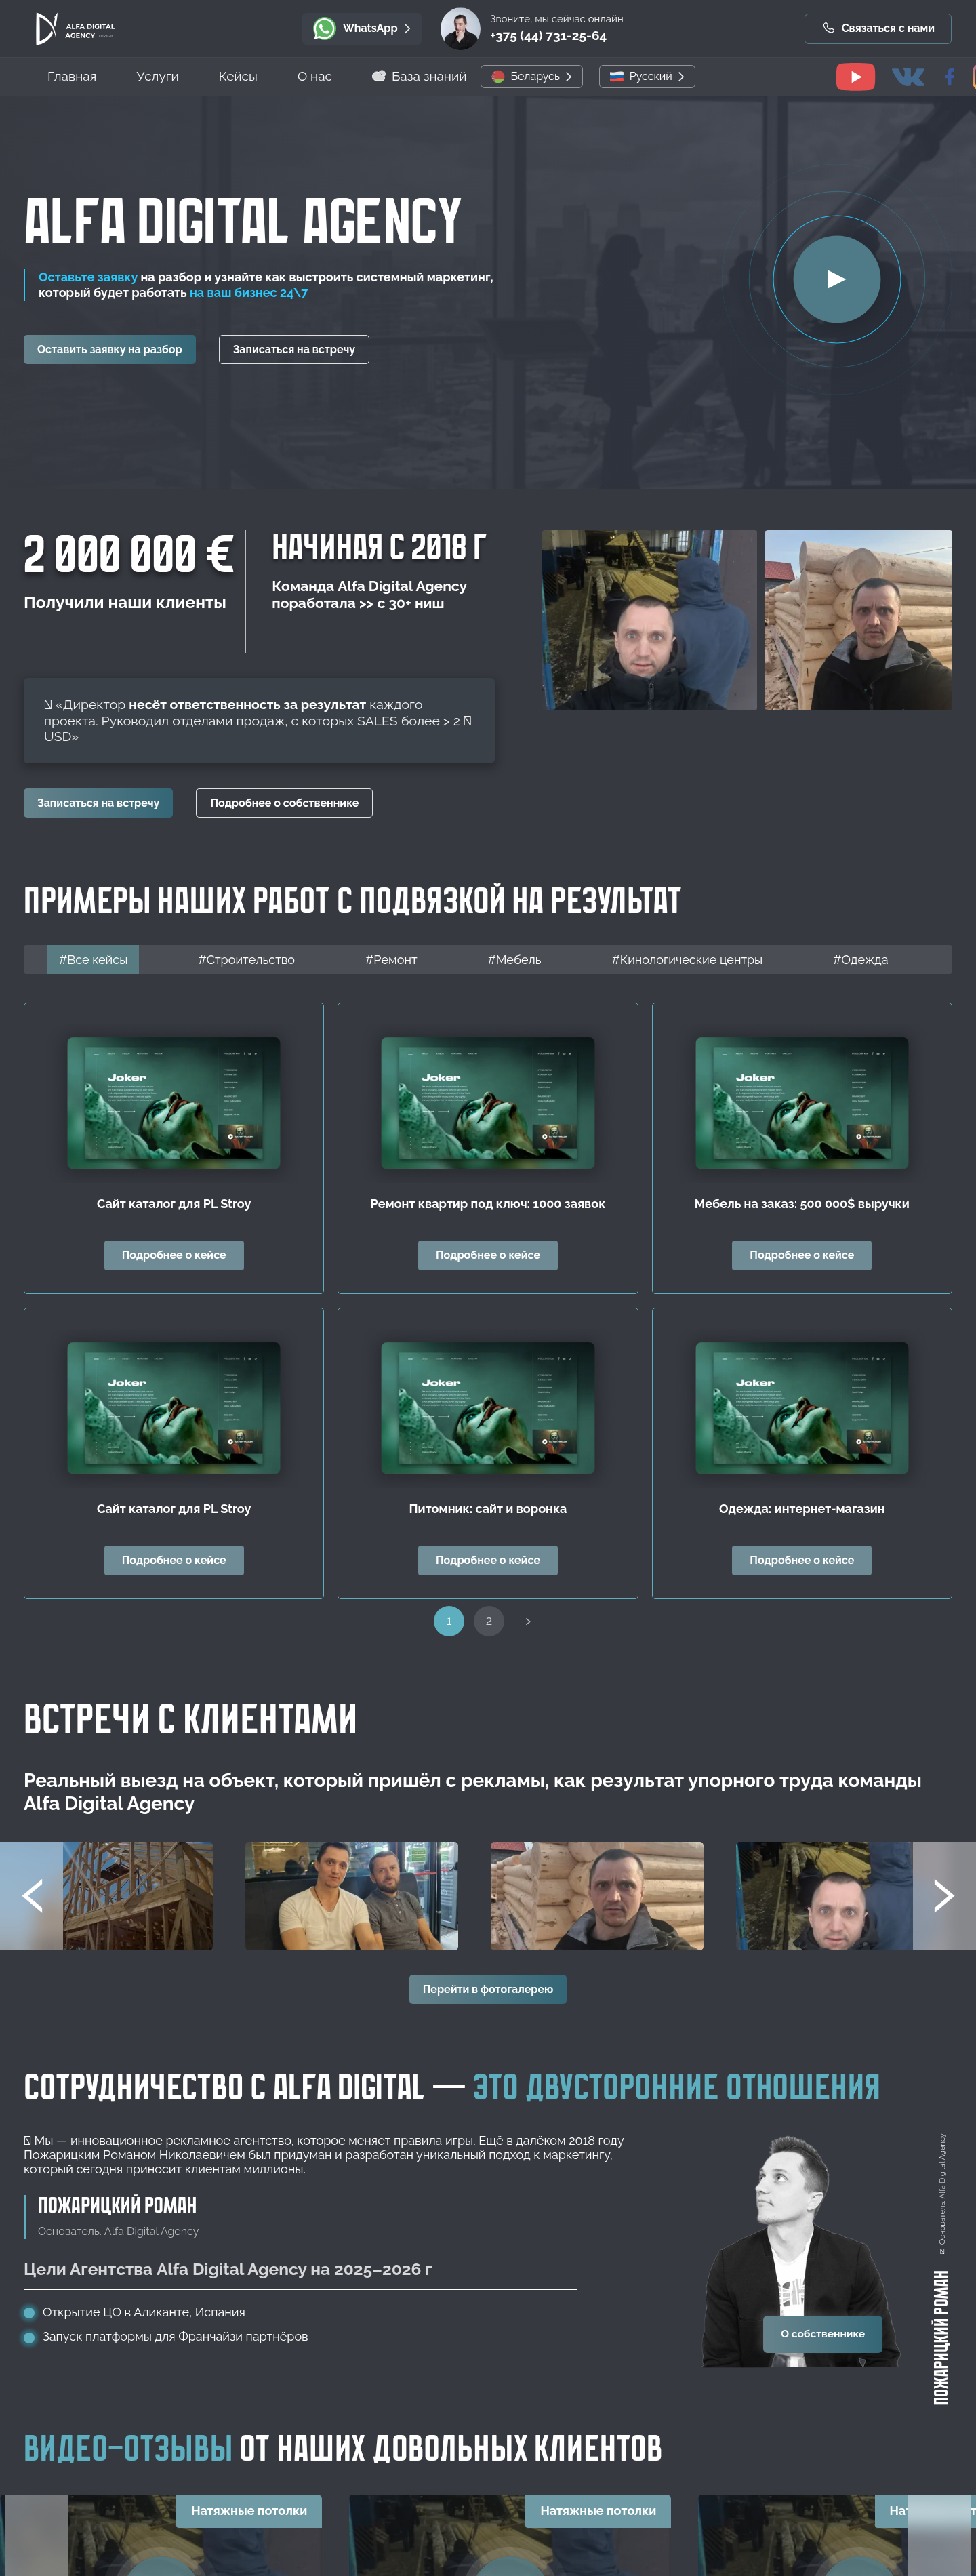 ALFA DIGITAL
AGENCY
WhatsApp
Звоните, мы сейчас онлайн
+375 (44) 731-25-64
Связаться с нами
Главная
Услуги
Кейсы
О нас
База знаний
Беларусь
Русский
ALFA DIGITAL AGENCY
Оставьте заявку на разбор и узнайте как выстроить системный маркетинг,
который будет работать на ваш бизнес 24\7
Оставить заявку на разбор
Записаться на встречу
2 000 000 €
Получили наши клиенты
НАЧИНАЯ С 2018 Г
Команда Alfa Digital Agency
поработала >> с 30+ ниш
«Директор несёт ответственность за результат каждого
проекта. Руководил отделами продаж, с которых SALES более > 2
USD»
Записаться на встречу
Подробнее о собственнике
ПРИМЕРЫ НАШИХ РАБОТ С ПОДВЯЗКОЙ НА РЕЗУЛЬТАТ
#Все кейсы
#Строительство
#Ремонт
#Мебель
#Кинологические центры
#Одежда
Joker
Joker
Joker
Сайт каталог для PL Stroy
Ремонт квартир под ключ: 1000 заявок
Мебель на заказ: 500 000$ выручки
Подробнее о кейсе
Подробнее о кейсе
Подробнее о кейсе
Joker
Joker
Joker
Сайт каталог для PL Stroy
Питомник: сайт и воронка
Одежда: интернет-магазин
Подробнее о кейсе
Подробнее о кейсе
Подробнее о кейсе
1
2
>
ВСТРЕЧИ С КЛИЕНТАМИ
Реальный выезд на объект, который пришёл с рекламы, как результат упорного труда команды
Alfa Digital Agency
Перейти в фотогалерею
СОТРУДНИЧЕСТВО С ALFA DIGITAL — ЭТО ДВУСТОРОННИЕ ОТНОШЕНИЯ
Мы — инновационное рекламное агентство, которое меняет правила игры. Ещё в далёком 2018 году
Пожарицким Романом Николаевичем был придуман и разработан уникальный подход к маркетингу,
который сегодня приносит клиентам миллионы.
ПОЖАРИЦКИЙ РОМАН
Основатель. Alfa Digital Agency
Цели Агентства Alfa Digital Agency на 2025–2026 г
Открытие ЦО в Аликанте, Испания
Запуск платформы для Франчайзи партнёров
О собственнике
ПОЖАРИЦКИЙ РОМАН
Основатель. Alfa Digital Agency
ВИДЕО-ОТЗЫВЫ ОТ НАШИХ ДОВОЛЬНЫХ КЛИЕНТОВ
Натяжные потолки
Натяжные потолки